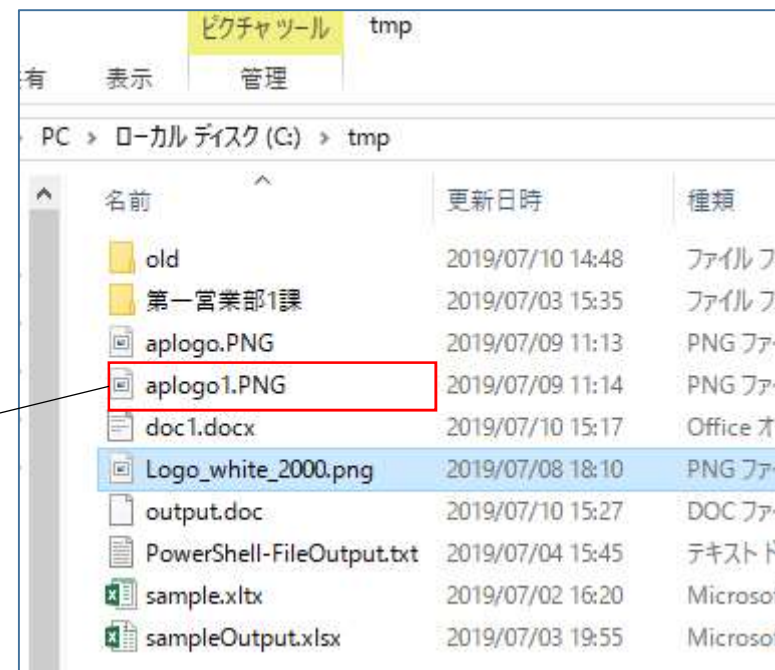 ピクチャ ツール tmp
有 表示 管理
PC › ローカル ディスク (C:) › tmp
名前 更新日時 種類
old 2019/07/10 14:48 ファイル フ
第一営業部1課 2019/07/03 15:35 ファイル フ
aplogo.PNG 2019/07/09 11:13 PNG ファ
aplogo1.PNG 2019/07/09 11:14 PNG ファ
doc1.docx 2019/07/10 15:17 Office オ
Logo_white_2000.png 2019/07/08 18:10 PNG ファ
output.doc 2019/07/10 15:27 DOC ファ
PowerShell-FileOutput.txt 2019/07/04 15:45 テキスト ド
sample.xltx 2019/07/02 16:20 Microso
sampleOutput.xlsx 2019/07/03 19:55 Microso